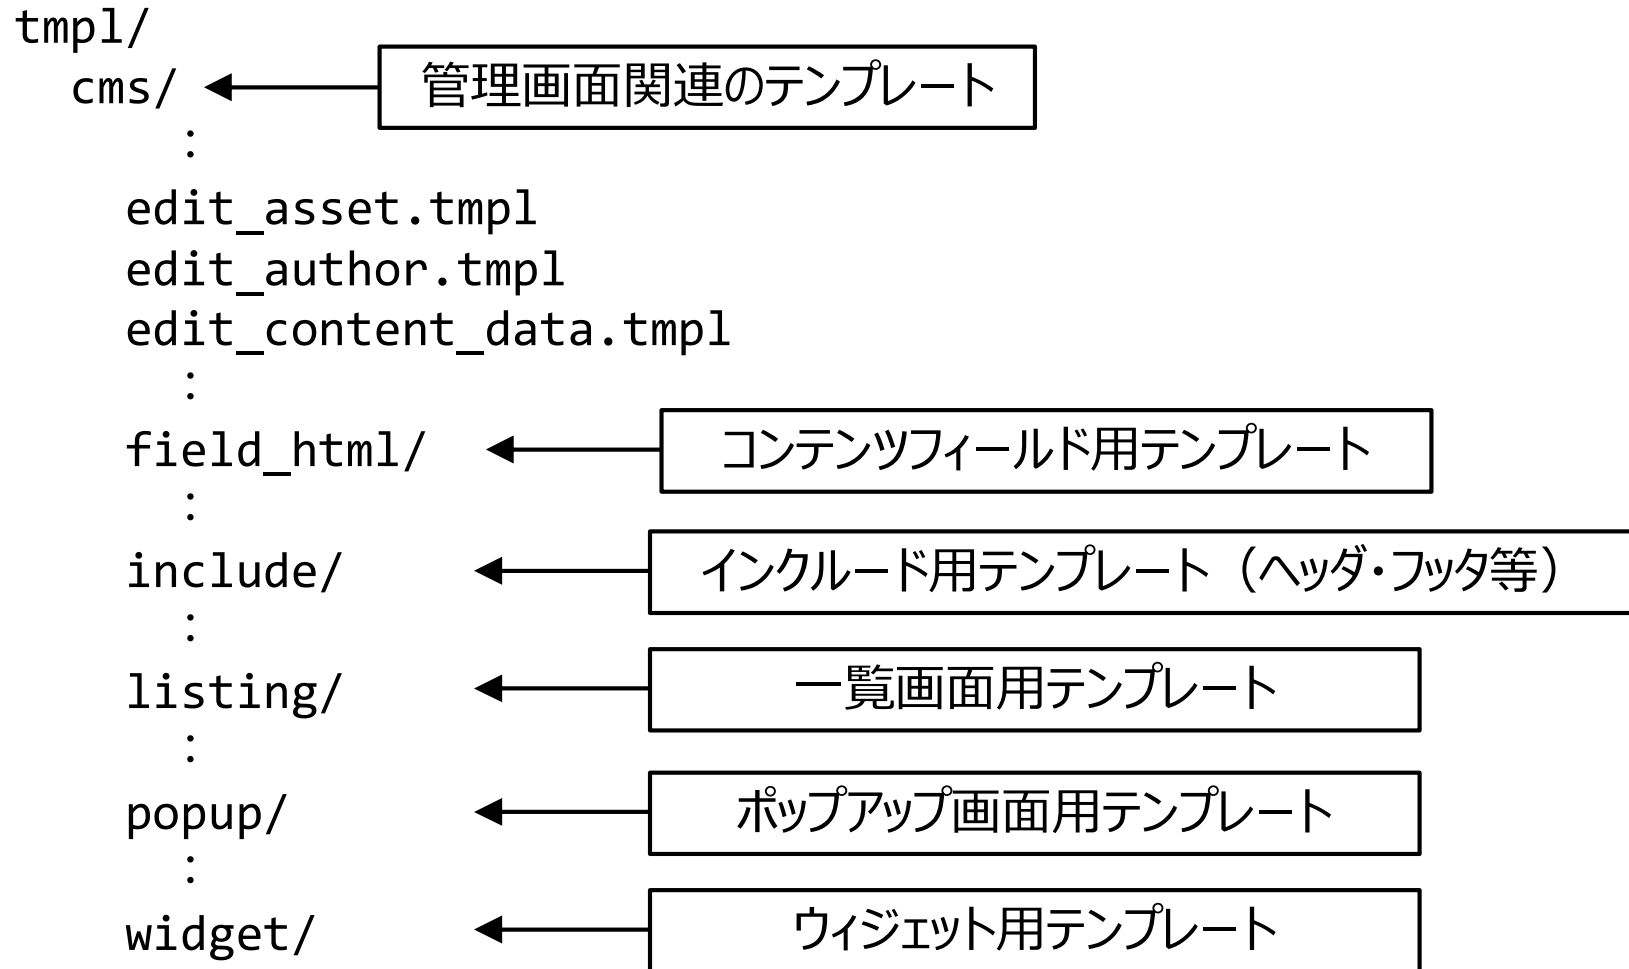 tmpl/
cms/ 管理画面関連のテンプレート
:
edit_asset.tmpl
edit_author.tmpl
edit_content_data.tmpl
:
field_html/ コンテンツフィールド用テンプレート
:
include/ インクルード用テンプレート（ヘッダ・フッタ等）
:
listing/ 一覧画面用テンプレート
:
popup/ ポップアップ画面用テンプレート
:
widget/ ウィジェット用テンプレート